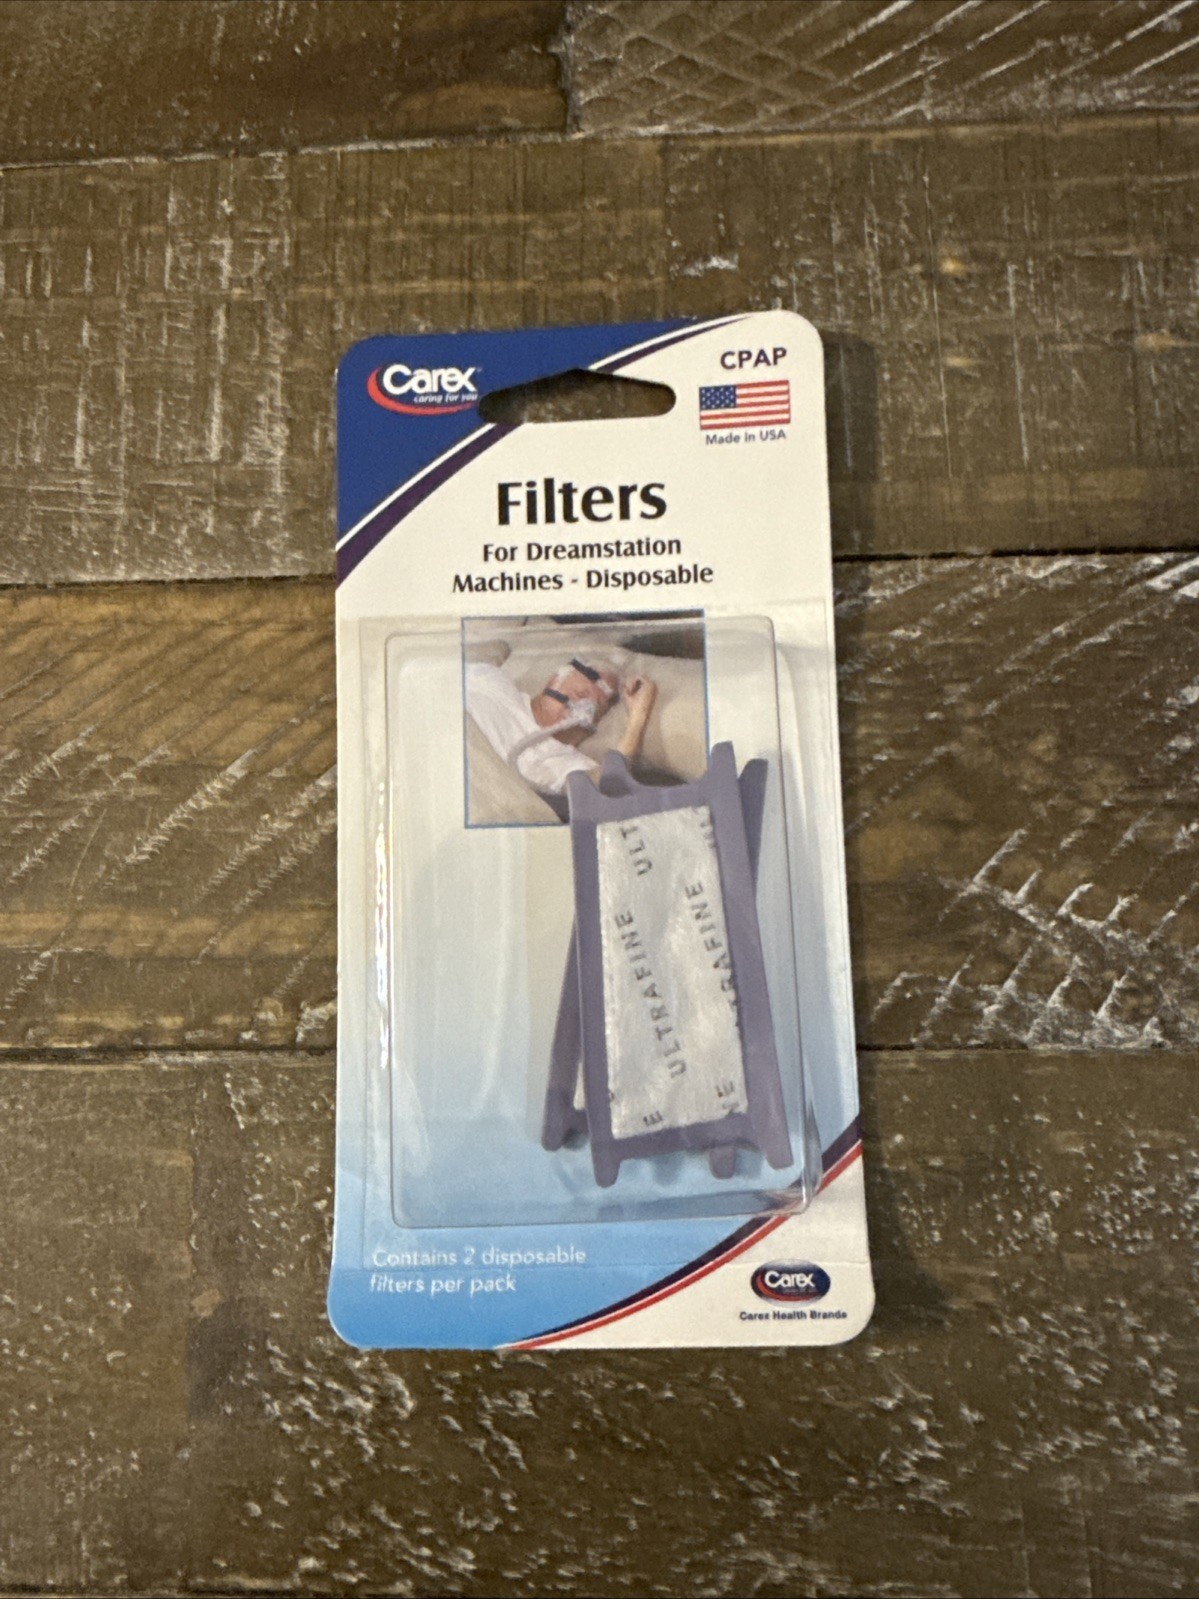 Carex
caring for you
CPAP
Made in USA
Filters
For Dreamstation
Machines - Disposable
ULT
ULTRAFINE
E
Contains 2 disposable
filters per pack
Carex
Carex Health Brands